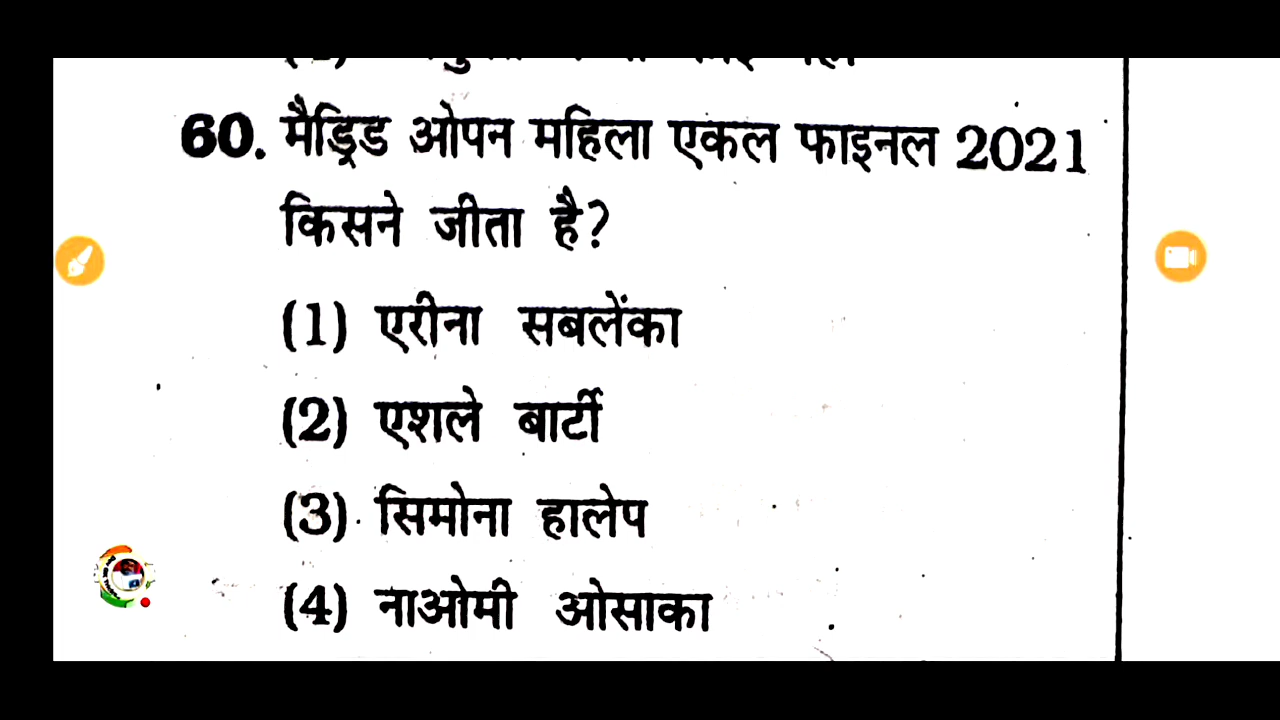 60. मैड्रिड ओपन महिला एकल फाइनल 2021
किसने जीता है?
(1) एरीना सबलेंका
(2) एशले बार्टी
(3) सिमोना हालेप
(4) नाओमी ओसाका